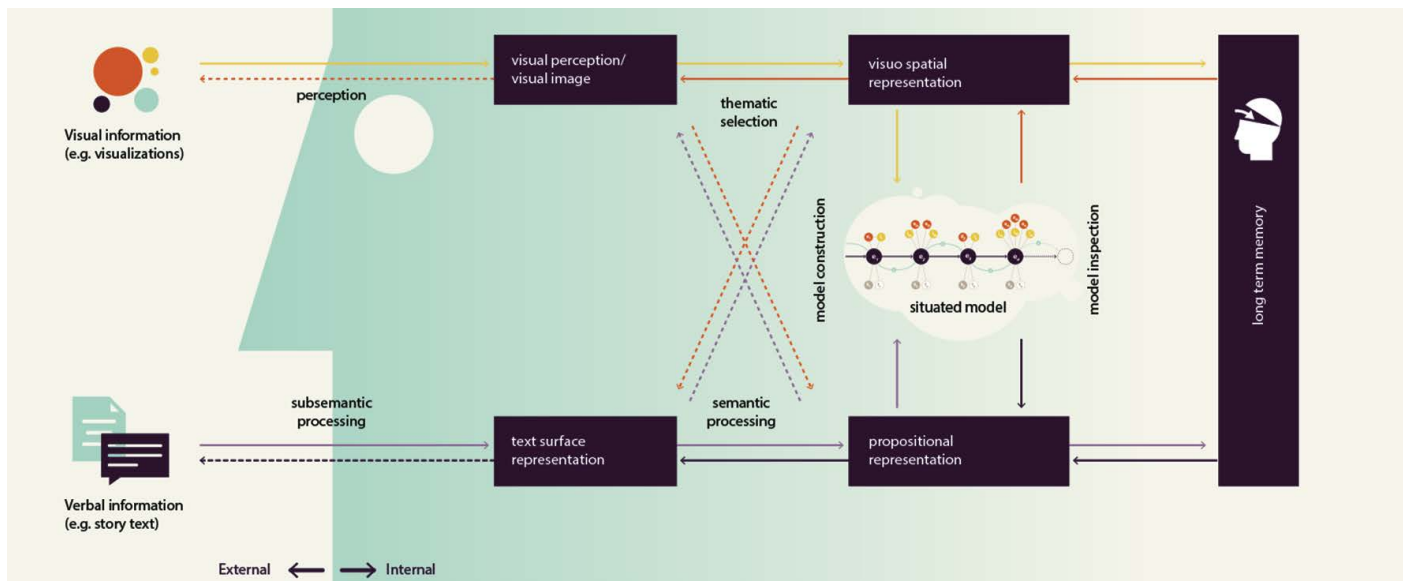 visual perception/
visual image
visuo spatial
representation
perception
thematic
selection
Visual information
(e.g. visualizations)
model construction
model inspection
long term memory
situated model
subsemantic
processing
semantic
processing
text surface
representation
propositional
representation
Verbal information
(e.g. story text)
External
Internal